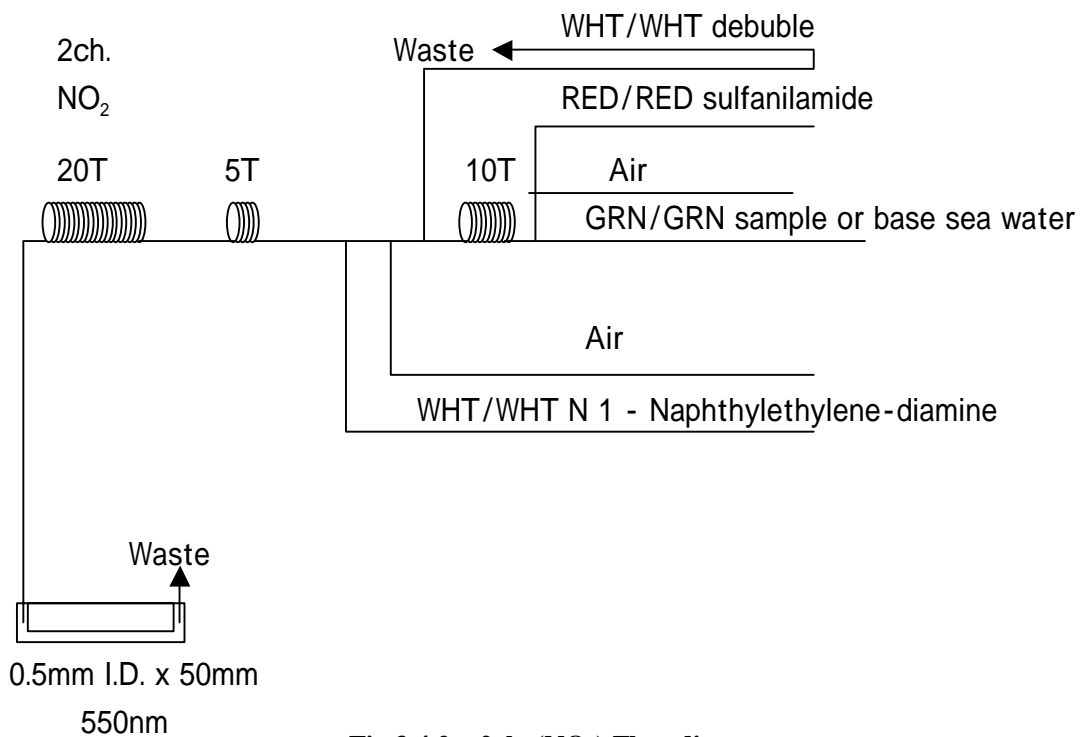 2ch.
NO₂
20T
5T
10T
Waste
WHT/WHT debuble
RED/RED sulfanilamide
Air
GRN/GRN sample or base sea water
Air
WHT/WHT N 1 - Naphthylethylene-diamine
Waste
0.5mm I.D. x 50mm
550nm